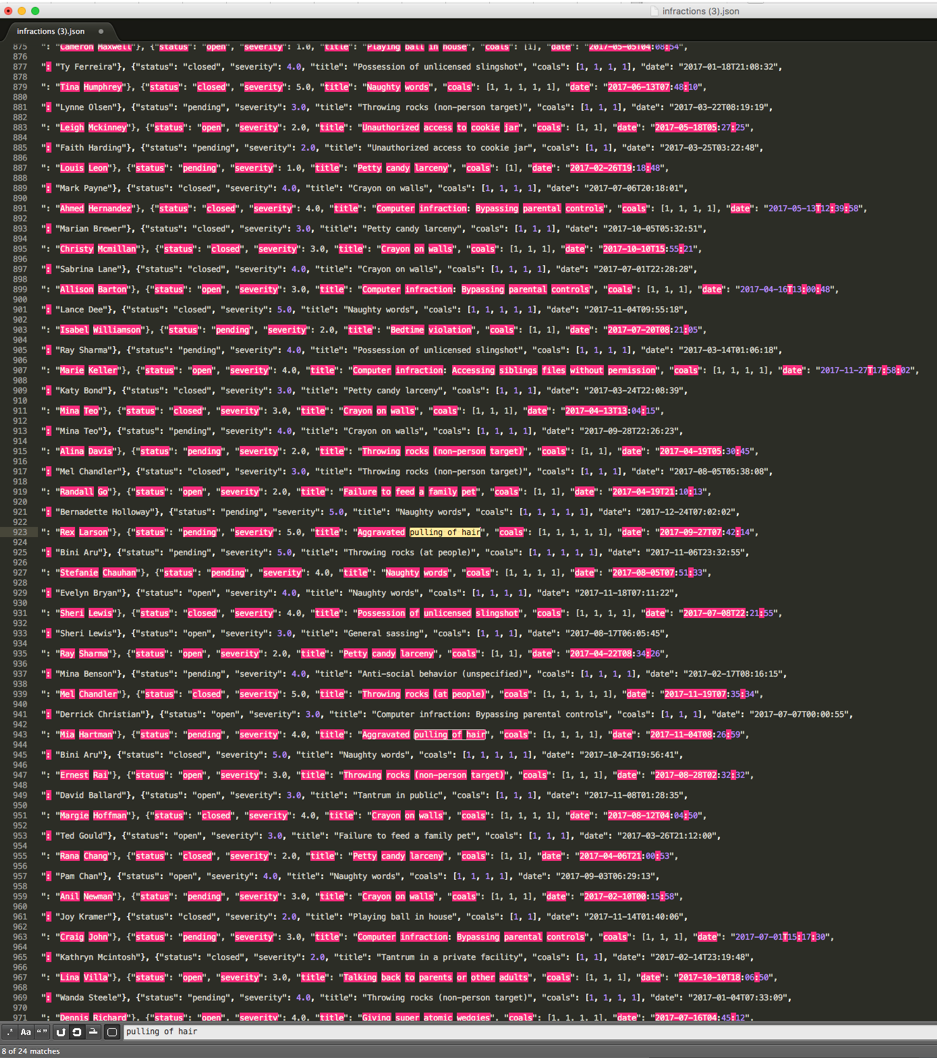 infractions (3).json
infractions (3).json
875 ": "Cameron Maxwell"}, {"status": "open", "severity": 1.0, "title": "Playing ball in house", "coals": [1], "date": "2017-05-05T04:08:54",
876
877 ": "Ty Ferreira"}, {"status": "closed", "severity": 4.0, "title": "Possession of unlicensed slingshot", "coals": [1, 1, 1, 1], "date": "2017-01-18T21:08:32",
878
879 ": "Tina Humphrey"}, {"status": "closed", "severity": 5.0, "title": "Naughty words", "coals": [1, 1, 1, 1, 1], "date": "2017-06-13T07:48:10",
880
881 ": "Lynne Olsen"}, {"status": "pending", "severity": 3.0, "title": "Throwing rocks (non-person target)", "coals": [1, 1, 1], "date": "2017-03-22T08:19:19",
882
883 ": "Leigh Mckinney"}, {"status": "open", "severity": 2.0, "title": "Unauthorized access to cookie jar", "coals": [1, 1], "date": "2017-05-18T05:27:25",
884
885 ": "Faith Harding"}, {"status": "pending", "severity": 2.0, "title": "Unauthorized access to cookie jar", "coals": [1, 1], "date": "2017-03-25T03:22:48",
886
887 ": "Louis Leon"}, {"status": "pending", "severity": 1.0, "title": "Petty candy larceny", "coals": [1], "date": "2017-02-26T19:18:48",
888
889 ": "Mark Payne"}, {"status": "closed", "severity": 4.0, "title": "Crayon on walls", "coals": [1, 1, 1, 1], "date": "2017-07-06T20:18:01",
890
891 ": "Ahmed Hernandez"}, {"status": "closed", "severity": 4.0, "title": "Computer infraction: Bypassing parental controls", "coals": [1, 1, 1, 1], "date": "2017-05-13T12:39:58",
892
893 ": "Marian Brewer"}, {"status": "closed", "severity": 3.0, "title": "Petty candy larceny", "coals": [1, 1, 1], "date": "2017-10-05T05:32:51",
894
895 ": "Christy Mcmillan"}, {"status": "closed", "severity": 3.0, "title": "Crayon on walls", "coals": [1, 1, 1], "date": "2017-10-10T15:55:21",
896
897 ": "Sabrina Lane"}, {"status": "closed", "severity": 4.0, "title": "Crayon on walls", "coals": [1, 1, 1, 1], "date": "2017-07-01T22:28:28",
898
899 ": "Allison Barton"}, {"status": "open", "severity": 3.0, "title": "Computer infraction: Bypassing parental controls", "coals": [1, 1, 1], "date": "2017-04-16T13:00:48",
900
901 ": "Lance Dee"}, {"status": "closed", "severity": 5.0, "title": "Naughty words", "coals": [1, 1, 1, 1, 1], "date": "2017-11-04T09:55:18",
902
903 ": "Isabel Williamson"}, {"status": "pending", "severity": 2.0, "title": "Bedtime violation", "coals": [1, 1], "date": "2017-07-20T08:21:05",
904
905 ": "Ray Sharma"}, {"status": "pending", "severity": 4.0, "title": "Possession of unlicensed slingshot", "coals": [1, 1, 1, 1], "date": "2017-03-14T01:06:18",
906
907 ": "Marie Keller"}, {"status": "open", "severity": 4.0, "title": "Computer infraction: Accessing siblings files without permission", "coals": [1, 1, 1, 1], "date": "2017-11-27T17:58:02",
908
909 ": "Katy Bond"}, {"status": "closed", "severity": 3.0, "title": "Petty candy larceny", "coals": [1, 1, 1], "date": "2017-03-24T22:08:39",
910
911 ": "Mina Teo"}, {"status": "closed", "severity": 3.0, "title": "Crayon on walls", "coals": [1, 1, 1], "date": "2017-04-13T13:04:15",
912
913 ": "Mina Teo"}, {"status": "pending", "severity": 4.0, "title": "Crayon on walls", "coals": [1, 1, 1, 1], "date": "2017-09-28T22:26:23",
914
915 ": "Alina Davis"}, {"status": "pending", "severity": 2.0, "title": "Throwing rocks (non-person target)", "coals": [1, 1], "date": "2017-04-19T05:30:45",
916
917 ": "Mel Chandler"}, {"status": "closed", "severity": 3.0, "title": "Throwing rocks (non-person target)", "coals": [1, 1, 1], "date": "2017-08-05T05:38:08",
918
919 ": "Randall Go"}, {"status": "open", "severity": 2.0, "title": "Failure to feed a family pet", "coals": [1, 1], "date": "2017-04-19T21:10:13",
920
921 ": "Bernadette Holloway"}, {"status": "pending", "severity": 5.0, "title": "Naughty words", "coals": [1, 1, 1, 1, 1], "date": "2017-12-24T07:02:02",
922
923 ": "Rex Larson"}, {"status": "pending", "severity": 5.0, "title": "Aggravated pulling of hair", "coals": [1, 1, 1, 1, 1], "date": "2017-09-27T07:42:14",
924
925 ": "Bini Aru"}, {"status": "pending", "severity": 5.0, "title": "Throwing rocks (at people)", "coals": [1, 1, 1, 1, 1], "date": "2017-11-06T23:32:55",
926
927 ": "Stefanie Chauhan"}, {"status": "pending", "severity": 4.0, "title": "Naughty words", "coals": [1, 1, 1, 1], "date": "2017-08-05T07:51:33",
928
929 ": "Evelyn Bryan"}, {"status": "open", "severity": 4.0, "title": "Naughty words", "coals": [1, 1, 1, 1], "date": "2017-11-18T07:11:22",
930
931 ": "Sheri Lewis"}, {"status": "closed", "severity": 4.0, "title": "Possession of unlicensed slingshot", "coals": [1, 1, 1, 1], "date": "2017-07-08T22:21:55",
932
933 ": "Sheri Lewis"}, {"status": "open", "severity": 3.0, "title": "General sassing", "coals": [1, 1, 1], "date": "2017-08-17T06:05:45",
934
935 ": "Ray Sharma"}, {"status": "open", "severity": 2.0, "title": "Petty candy larceny", "coals": [1, 1], "date": "2017-04-22T08:34:26",
936
937 ": "Mina Benson"}, {"status": "pending", "severity": 4.0, "title": "Anti-social behavior (unspecified)", "coals": [1, 1, 1, 1], "date": "2017-02-17T08:16:15",
938
939 ": "Mel Chandler"}, {"status": "closed", "severity": 5.0, "title": "Throwing rocks (at people)", "coals": [1, 1, 1, 1, 1], "date": "2017-11-19T07:35:34",
940
941 ": "Derrick Christian"}, {"status": "open", "severity": 3.0, "title": "Computer infraction: Bypassing parental controls", "coals": [1, 1, 1], "date": "2017-07-07T00:00:55",
942
943 ": "Mia Hartman"}, {"status": "pending", "severity": 4.0, "title": "Aggravated pulling of hair", "coals": [1, 1, 1, 1], "date": "2017-11-04T08:26:59",
944
945 ": "Bini Aru"}, {"status": "closed", "severity": 5.0, "title": "Naughty words", "coals": [1, 1, 1, 1, 1], "date": "2017-10-24T19:56:41",
946
947 ": "Ernest Rai"}, {"status": "open", "severity": 3.0, "title": "Throwing rocks (non-person target)", "coals": [1, 1, 1], "date": "2017-08-28T02:32:32",
948
949 ": "David Ballard"}, {"status": "open", "severity": 3.0, "title": "Tantrum in public", "coals": [1, 1, 1], "date": "2017-11-08T01:28:35",
950
951 ": "Margie Hoffman"}, {"status": "closed", "severity": 4.0, "title": "Crayon on walls", "coals": [1, 1, 1, 1], "date": "2017-08-12T04:04:50",
952
953 ": "Ted Gould"}, {"status": "open", "severity": 3.0, "title": "Failure to feed a family pet", "coals": [1, 1, 1], "date": "2017-03-26T21:12:00",
954
955 ": "Rana Chang"}, {"status": "closed", "severity": 2.0, "title": "Petty candy larceny", "coals": [1, 1], "date": "2017-04-06T21:00:53",
956
957 ": "Pam Chan"}, {"status": "open", "severity": 4.0, "title": "Naughty words", "coals": [1, 1, 1, 1], "date": "2017-09-03T06:29:13",
958
959 ": "Anil Newman"}, {"status": "pending", "severity": 3.0, "title": "Crayon on walls", "coals": [1, 1, 1], "date": "2017-02-10T00:15:58",
960
961 ": "Joy Kramer"}, {"status": "closed", "severity": 2.0, "title": "Playing ball in house", "coals": [1, 1], "date": "2017-11-14T01:40:06",
962
963 ": "Craig John"}, {"status": "pending", "severity": 3.0, "title": "Computer infraction: Bypassing parental controls", "coals": [1, 1, 1], "date": "2017-07-01T15:17:30",
964
965 ": "Kathryn Mcintosh"}, {"status": "closed", "severity": 2.0, "title": "Tantrum in a private facility", "coals": [1, 1], "date": "2017-02-14T23:19:48",
966
967 ": "Lina Villa"}, {"status": "open", "severity": 3.0, "title": "Talking back to parents or other adults", "coals": [1, 1, 1], "date": "2017-10-10T18:06:50",
968
969 ": "Wanda Steele"}, {"status": "pending", "severity": 4.0, "title": "Throwing rocks (non-person target)", "coals": [1, 1, 1, 1], "date": "2017-01-04T07:33:09",
970
971 ": "Dennis Richard"}, {"status": "open", "severity": 4.0, "title": "Giving super atomic wedgies", "coals": [1, 1, 1, 1], "date": "2017-07-16T04:45:12",
.* Aa "" pulling of hair
8 of 24 matches